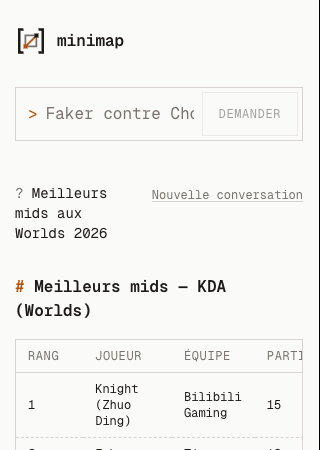 minimap
> Faker contre Cho
DEMANDER
? Meilleurs
mids aux
Worlds 2026
Nouvelle conversation
# Meilleurs mids — KDA
(Worlds)
RANG JOUEUR ÉQUIPE PARTI
1 Knight (Zhuo Ding) Bilibili Gaming 15